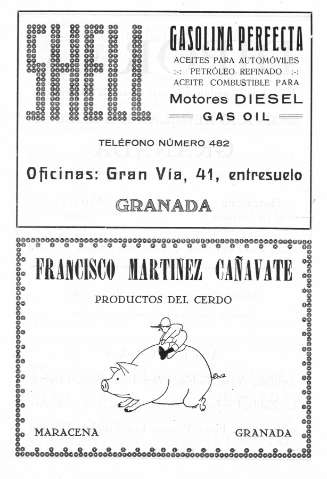 SHELL
GASOLINA PERFECTA
ACEITES PARA AUTOMÓVILES
PETRÓLEO REFINADO
ACEITE COMBUSTIBLE PARA
Motores DIESEL
GAS OIL
TELÉFONO NÚMERO 482
Oficinas: Gran Vía, 41, entresuelo
GRANADA
FRANCISCO MARTINEZ CAÑAVATE
PRODUCTOS DEL CERDO
MARACENA GRANADA